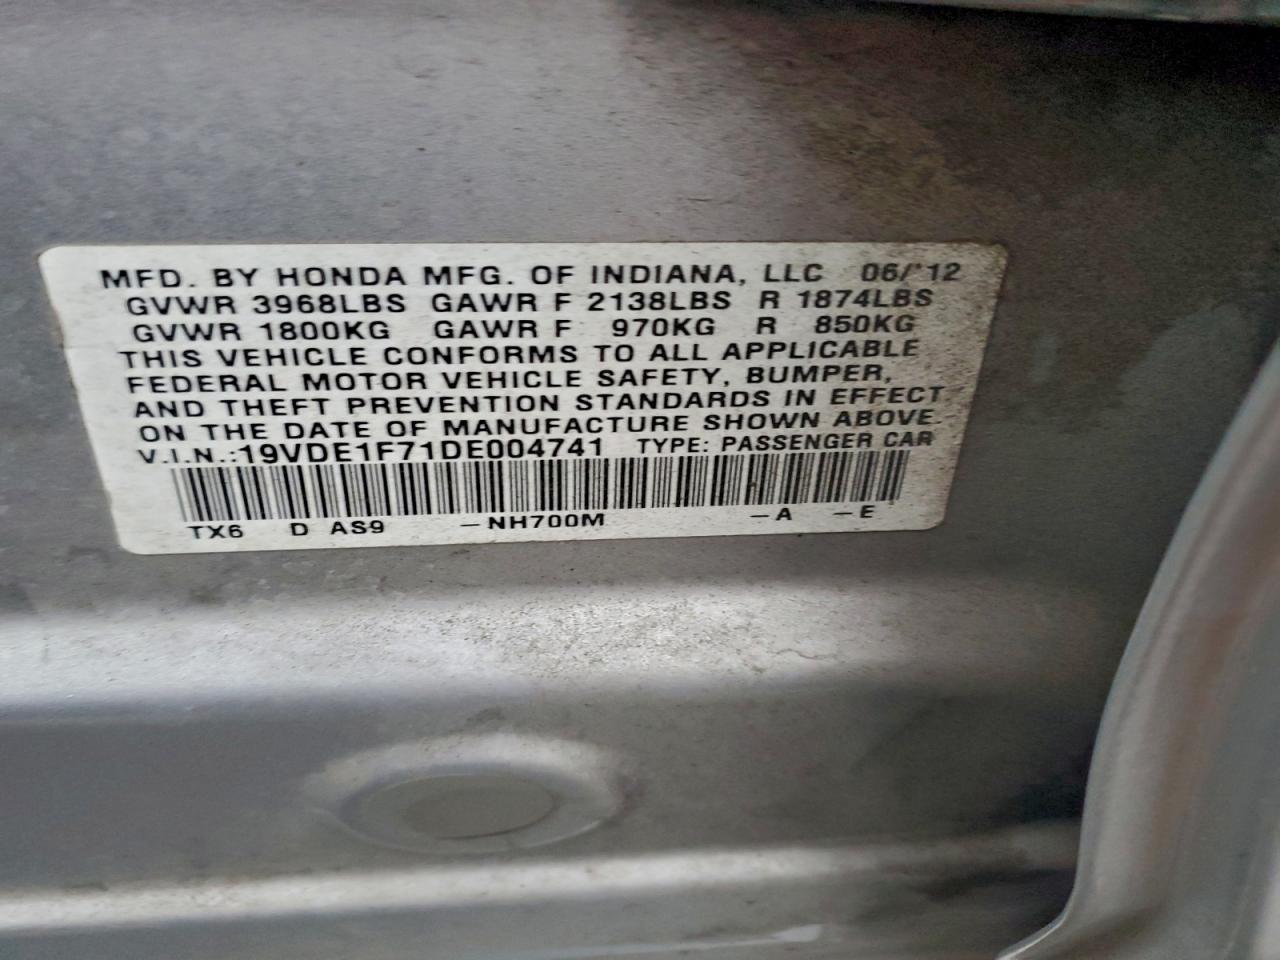 MFD. BY HONDA MFG. OF INDIANA, LLC 06/'12
GVWR 3968LBS GAWR F 2138LBS R 1874LBS
GVWR 1800KG GAWR F 970KG R 850KG
THIS VEHICLE CONFORMS TO ALL APPLICABLE
FEDERAL MOTOR VEHICLE SAFETY, BUMPER,
AND THEFT PREVENTION STANDARDS IN EFFECT
ON THE DATE OF MANUFACTURE SHOWN ABOVE.
V.I.N.:19VDE1F71DE004741 TYPE: PASSENGER CAR
TX6 D AS9 -NH700M -A -E